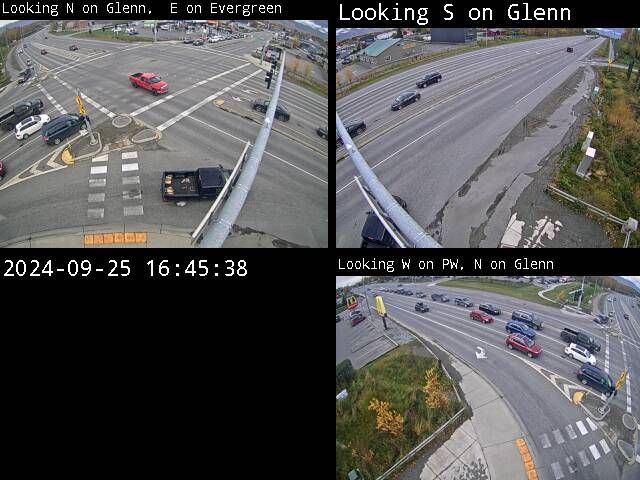 Looking N on Glenn, E on Evergreen
Looking S on Glenn
2024-09-25 16:45:38
Looking W on PW, N on Glenn